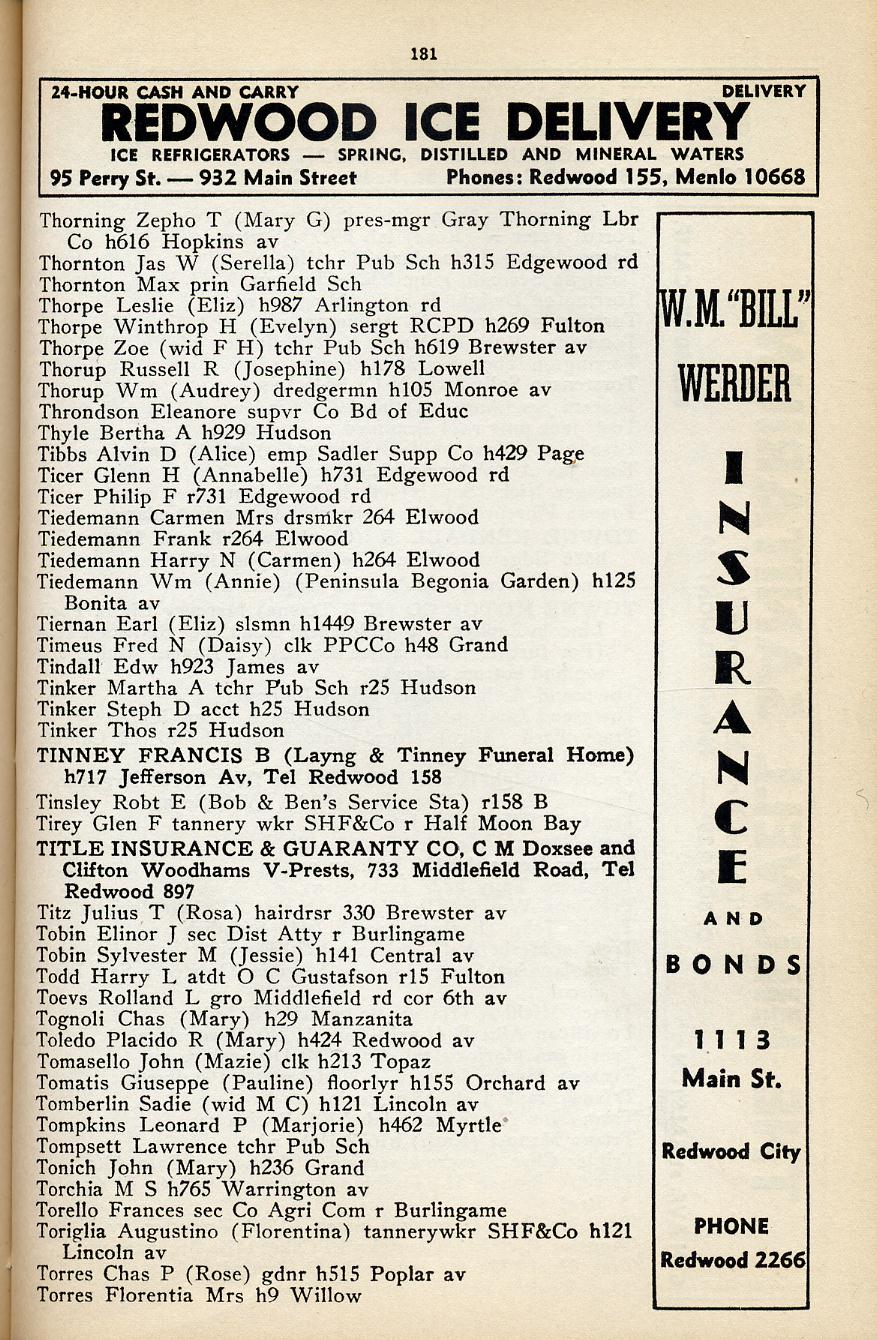 181
24-HOUR CASH AND CARRY DELIVERY
REDWOOD ICE DELIVERY
ICE REFRIGERATORS — SPRING, DISTILLED AND MINERAL WATERS
95 Perry St. — 932 Main Street Phones: Redwood 155, Menlo 10668
Thorning Zepho T (Mary G) pres-mgr Gray Thorning Lbr
Co h616 Hopkins av
Thornton Jas W (Serella) tchr Pub Sch h315 Edgewood rd
Thornton Max prin Garfield Sch
Thorpe Leslie (Eliz) h987 Arlington rd
Thorpe Winthrop H (Evelyn) sergt RCPD h269 Fulton
Thorpe Zoe (wid F H) tchr Pub Sch h619 Brewster av
Thorup Russell R (Josephine) h178 Lowell
Thorup Wm (Audrey) dredgermn h105 Monroe av
Throndson Eleanore supvr Co Bd of Educ
Thyle Bertha A h929 Hudson
Tibbs Alvin D (Alice) emp Sadler Supp Co h429 Page
Ticer Glenn H (Annabelle) h731 Edgewood rd
Ticer Philip F r731 Edgewood rd
Tiedemann Carmen Mrs drsmkr 264 Elwood
Tiedemann Frank r264 Elwood
Tiedemann Harry N (Carmen) h264 Elwood
Tiedemann Wm (Annie) (Peninsula Begonia Garden) h125
Bonita av
Tiernan Earl (Eliz) slsmn h1449 Brewster av
Timeus Fred N (Daisy) clk PPCCo h48 Grand
Tindall Edw h923 James av
Tinker Martha A tchr Pub Sch r25 Hudson
Tinker Steph D acct h25 Hudson
Tinker Thos r25 Hudson
TINNEY FRANCIS B (Layng & Tinney Funeral Home)
h717 Jefferson Av, Tel Redwood 158
Tinsley Robt E (Bob & Ben's Service Sta) r158 B
Tirey Glen F tannery wkr SHF&Co r Half Moon Bay
TITLE INSURANCE & GUARANTY CO, C M Doxsee and
Clifton Woodhams V-Prests, 733 Middlefield Road, Tel
Redwood 897
Titz Julius T (Rosa) hairdrsr 330 Brewster av
Tobin Elinor J sec Dist Atty r Burlingame
Tobin Sylvester M (Jessie) h141 Central av
Todd Harry L atdt O C Gustafson r15 Fulton
Toevs Rolland L gro Middlefield rd cor 6th av
Tognoli Chas (Mary) h29 Manzanita
Toledo Placido R (Mary) h424 Redwood av
Tomasello John (Mazie) clk h213 Topaz
Tomatis Giuseppe (Pauline) floorlyr h155 Orchard av
Tomberlin Sadie (wid M C) h121 Lincoln av
Tompkins Leonard P (Marjorie) h462 Myrtle
Tompsett Lawrence tchr Pub Sch
Tonich John (Mary) h236 Grand
Torchia M S h765 Warrington av
Torello Frances sec Co Agri Com r Burlingame
Toriglia Augustino (Florentina) tannerywkr SHF&Co h121
Lincoln av
Torres Chas P (Rose) gdnr h515 Poplar av
Torres Florentia Mrs h9 Willow
W.M. "BILL"
WERDER
INSURANCE
AND
BONDS
1113
Main St.
Redwood City
PHONE
Redwood 2266